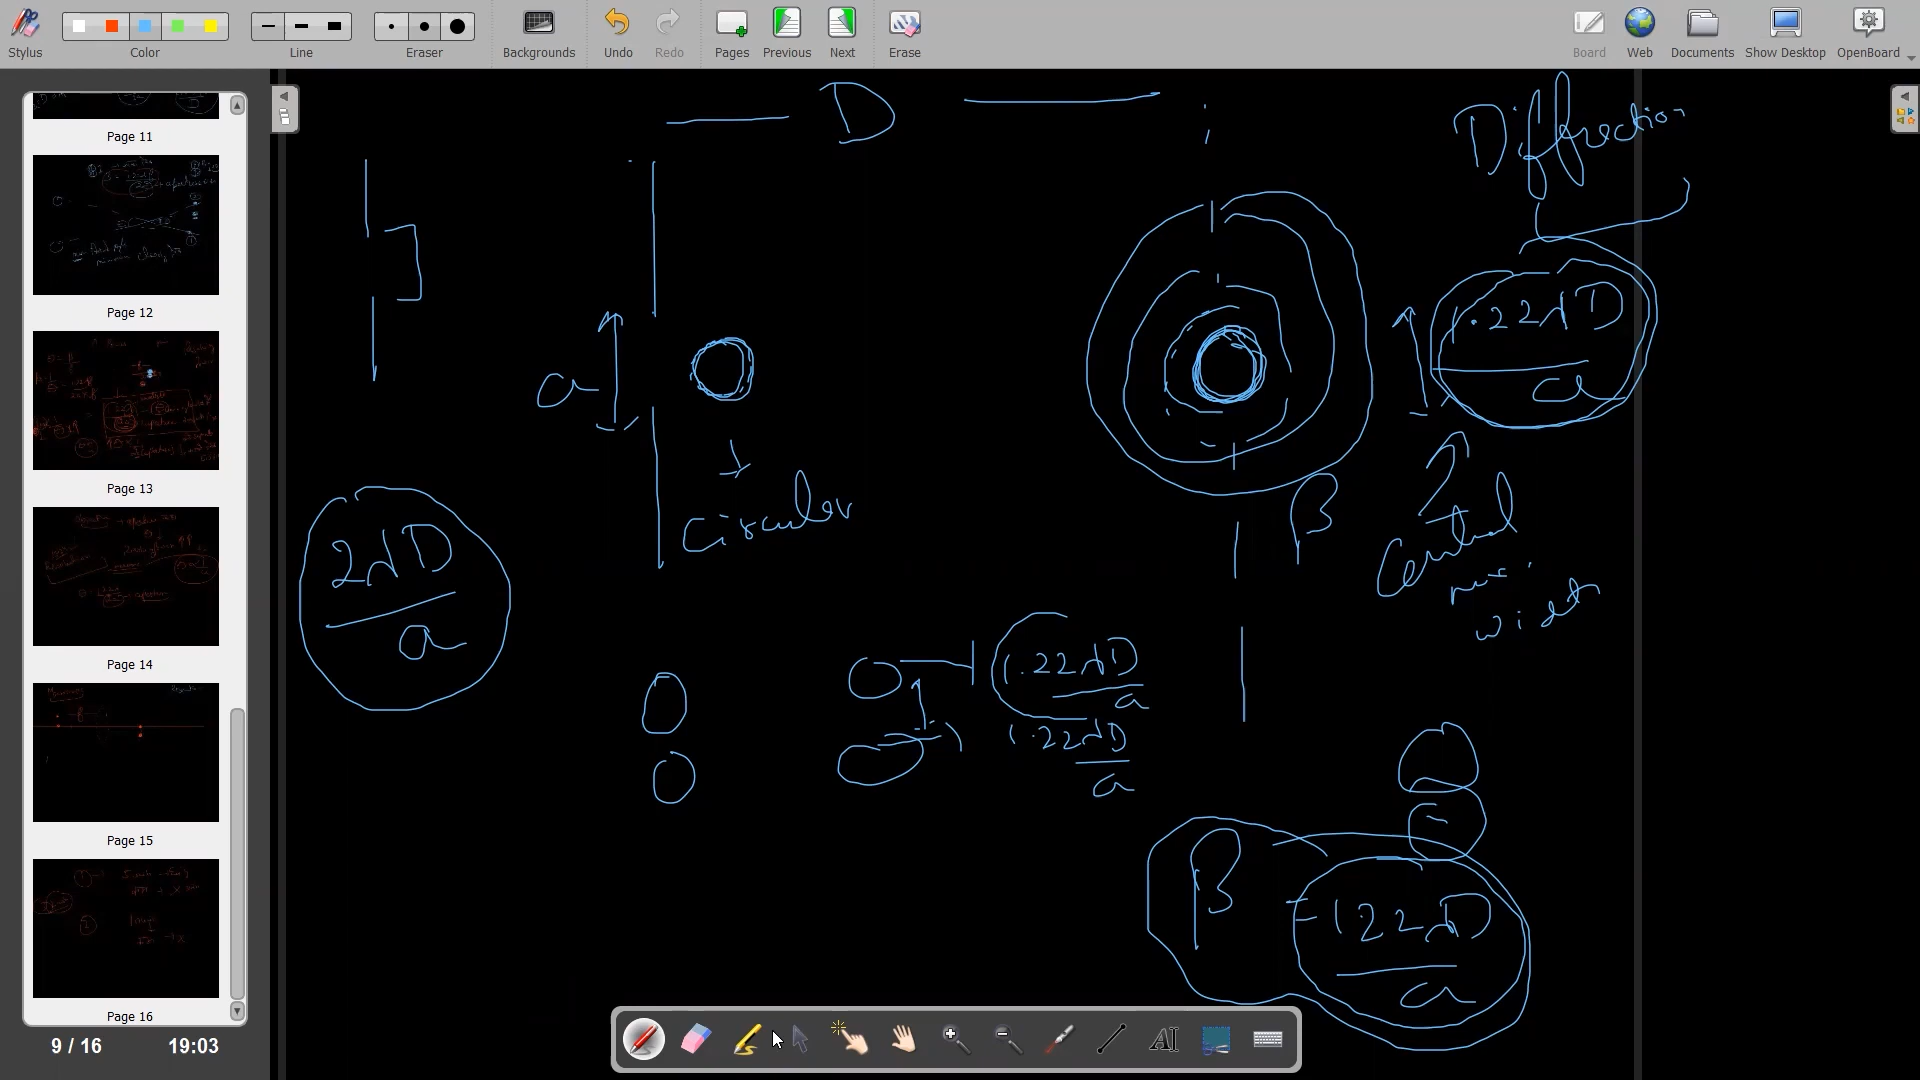 Stylus
Color
Line
Eraser
Backgrounds
Undo
Redo
Pages
Previous
Next
Erase
Board
Web
Documents
Show Desktop
OpenBoard
Page 11
Page 12
Page 13
Page 14
Page 15
Page 16
9 / 16
19:03
D
Diffraction
a
circular
1.22λD
a
β
Central
width
2λD
a
1.22λD
a
1.22λD
a
β = 1.22λD
a
AI